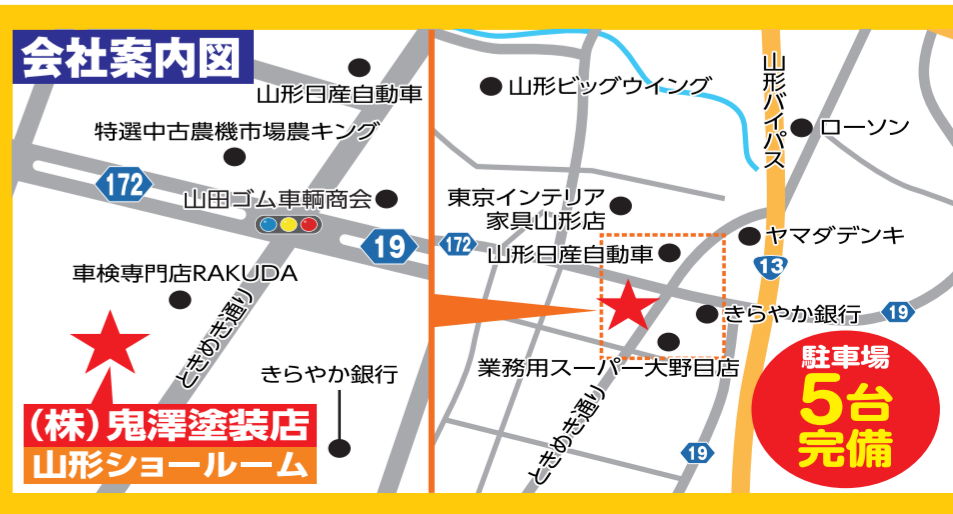 会社案内図
山形日産自動車
特選中古農機市場農キング
172
山田ゴム車輌商会
19
車検専門店RAKUDA
ときめき通り
きらやか銀行
(株)鬼澤塗装店
山形ショールーム
山形ビッグウイング
山形バイパス
ローソン
東京インテリア
家具山形店
ヤマダデンキ
172
山形日産自動車
13
きらやか銀行
19
業務用スーパー大野目店
ときめき通り
19
駐車場
5台
完備